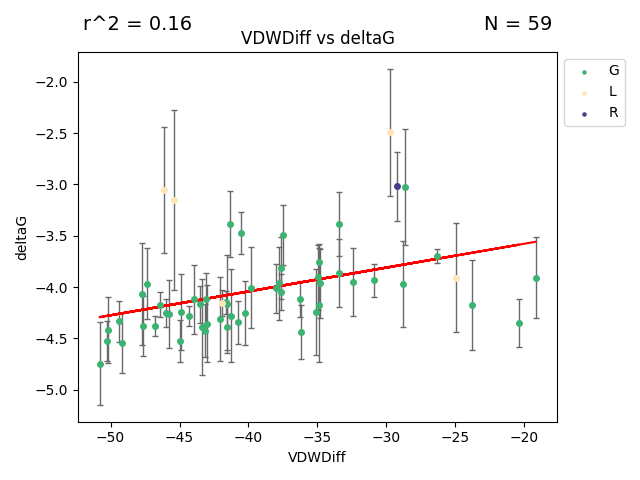 r^2 = 0.16
N = 59
VDWDiff vs deltaG
G
L
R
deltaG
−2.0
−2.5
−3.0
−3.5
−4.0
−4.5
−5.0
−50
−45
−40
−35
−30
−25
−20
VDWDiff